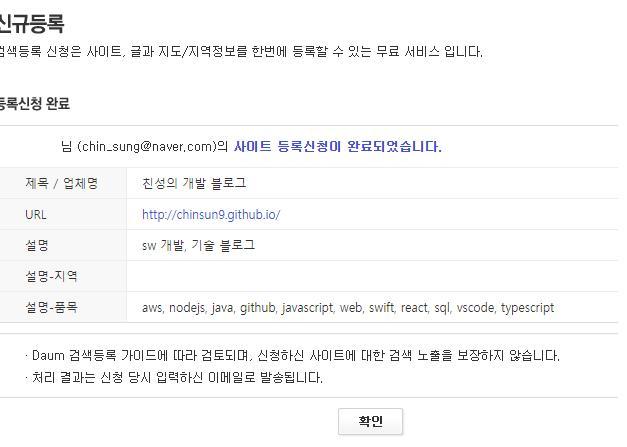 신규등록
검색등록 신청은 사이트, 글과 지도/지역정보를 한번에 등록할 수 있는 무료 서비스 입니다.
등록신청 완료
님 (chin_sung@naver.com)의 사이트 등록신청이 완료되었습니다.
제목 / 업체명 친성의 개발 블로그
URL http://chinsun9.github.io/
설명 sw 개발, 기술 블로그
설명-지역
설명-품목 aws, nodejs, java, github, javascript, web, swift, react, sql, vscode, typescript
· Daum 검색등록 가이드에 따라 검토되며, 신청하신 사이트에 대한 검색 노출을 보장하지 않습니다.
· 처리 결과는 신청 당시 입력하신 이메일로 발송됩니다.
확인